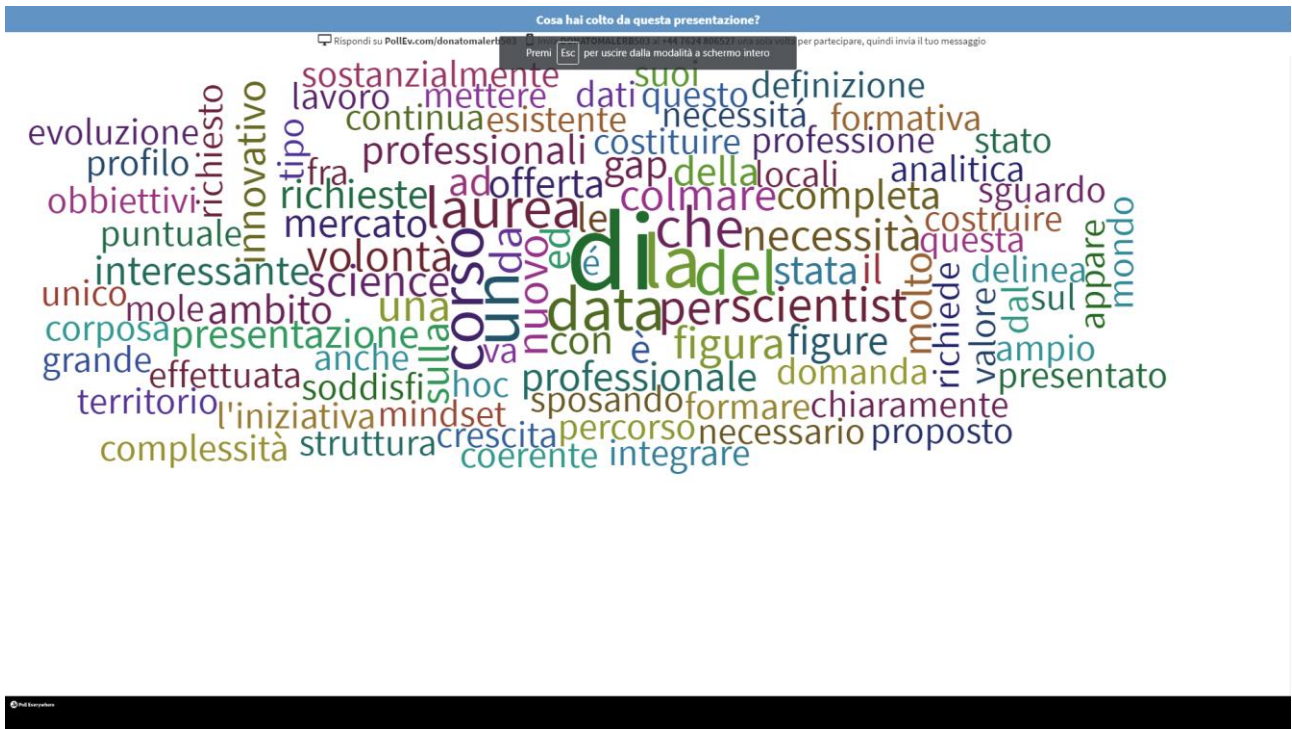 Cosa hai colto da questa presentazione?
Rispondi su PollEv.com/donatomalerb503 per partecipare, quindi invia il tuo messaggio
Premi Esc per uscire dalla modalità a schermo intero
sostanzialmente suoi
lavoro mettere dati questo definizione
continua esistente necessitá formativa
evoluzione richiesto innovativo tipo professionali costituire professione stato
profilo fra gap della locali analitica
obbiettivi richieste ad offerta colmare completa sguardo
mercato laurea le che necessità costruire
puntuale volontà corso un da nuovo ed é di la del stata il molto questa appare mondo
interessante science data per scientist richiede delinea
unico mole ambito una valore dal sul
corposa presentazione sulla va con è figura figure ampio
grande anche professionale domanda presentato
effettuata soddisfi hoc sposando formare chiaramente
territorio l'iniziativa mindset percorso necessario proposto
complessità struttura crescita coerente integrare
Poll Everywhere